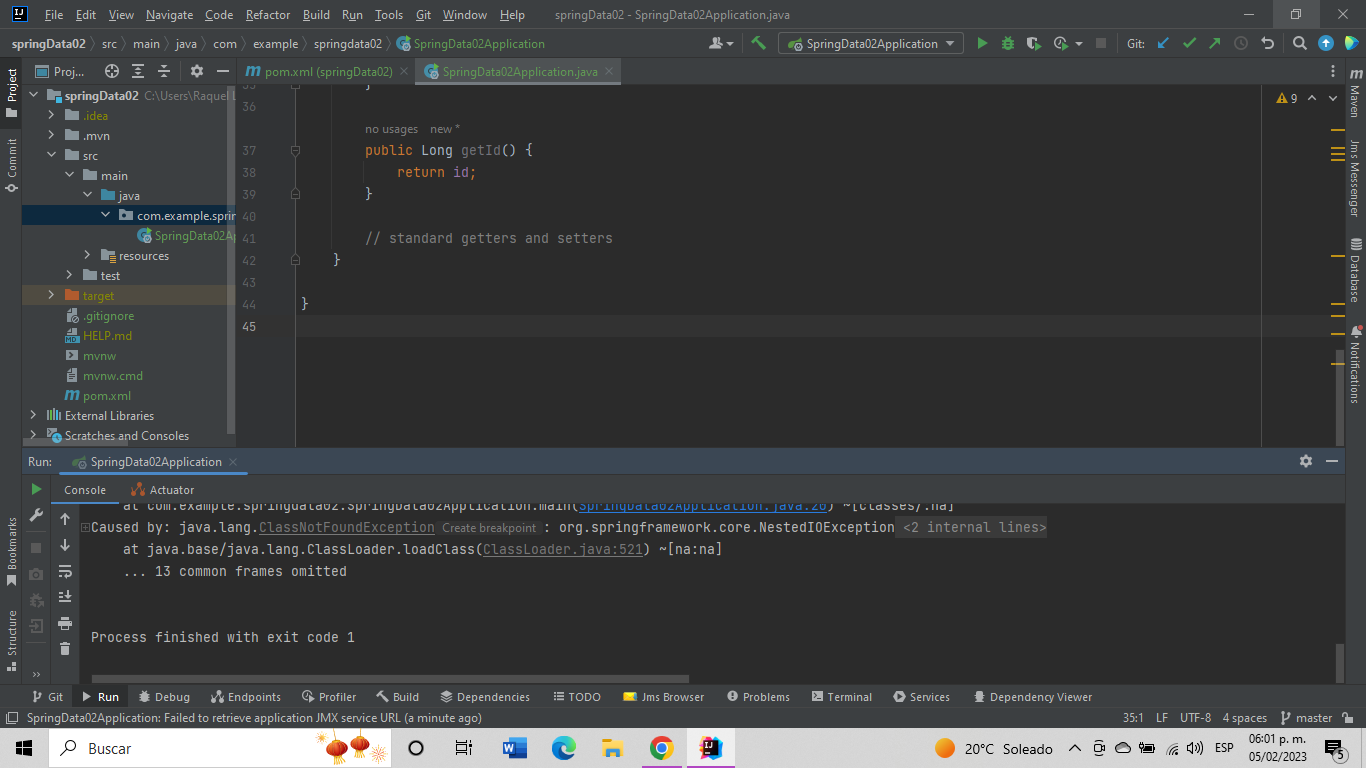 File Edit View Navigate Code Refactor Build Run Tools Git Window Help springData02 - SpringData02Application.java
springData02 src main java com example springdata02 SpringData02Application SpringData02Application Git:
Project
Commit
Bookmarks
Structure
Proj...
springData02 C:\Users\Raquel
.idea
.mvn
src
main
java
com.example.sprin
SpringData02A
resources
test
target
.gitignore
HELP.md
mvnw
mvnw.cmd
pom.xml
External Libraries
Scratches and Consoles
pom.xml (springData02) SpringData02Application.java
9
35 }
36
no usages new *
37 public Long getId() {
38 return id;
39 }
40
41 // standard getters and setters
42 }
43
44 }
45
Maven
Jms Messenger
Database
Notifications
Run: SpringData02Application
Console Actuator
at com.example.springdata02.SpringData02Application.main(SpringData02Application.java:20) ~[classes/:na]
Caused by: java.lang.ClassNotFoundException Create breakpoint : org.springframework.core.NestedIOException <2 internal lines>
at java.base/java.lang.ClassLoader.loadClass(ClassLoader.java:521) ~[na:na]
... 13 common frames omitted
Process finished with exit code 1
Git Run Debug Endpoints Profiler Build Dependencies TODO Jms Browser Problems Terminal Services Dependency Viewer
SpringData02Application: Failed to retrieve application JMX service URL (a minute ago) 35:1 LF UTF-8 4 spaces master
Buscar 20°C Soleado ESP 06:01 p. m.
05/02/2023 5